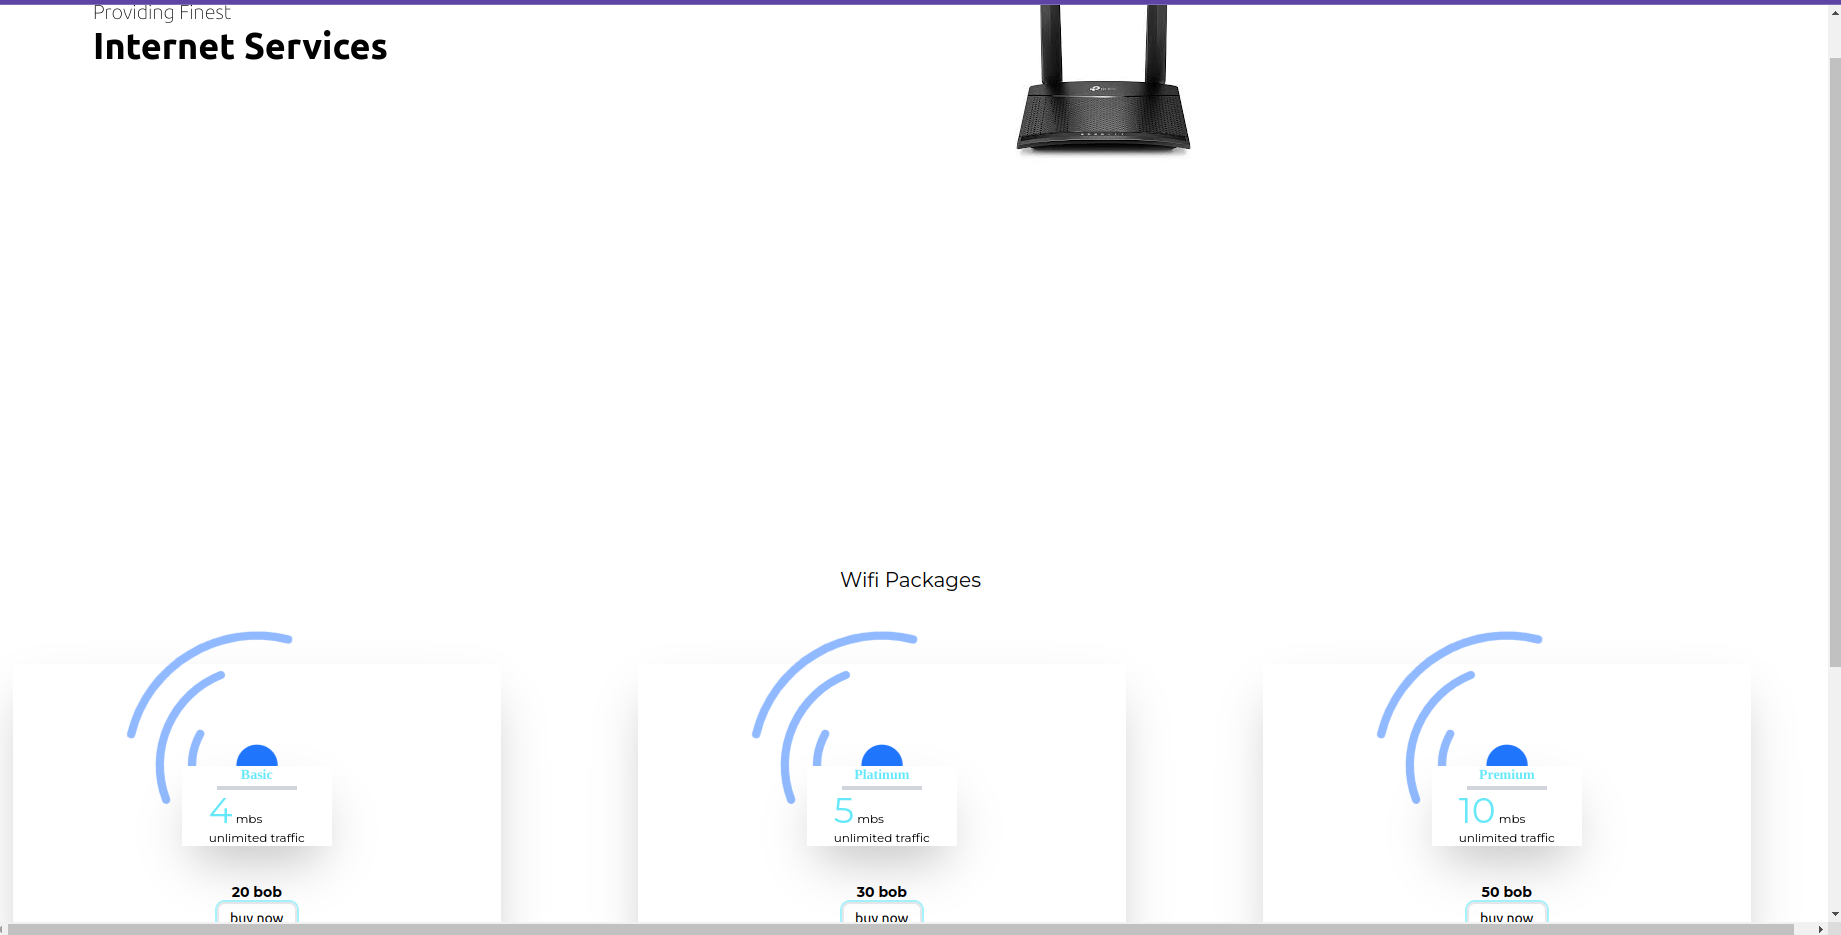 Providing Finest
Internet Services
Wifi Packages
Basic
4 mbs
unlimited traffic
20 bob
buy now
Platinum
5 mbs
unlimited traffic
30 bob
buy now
Premium
10 mbs
unlimited traffic
50 bob
buy now